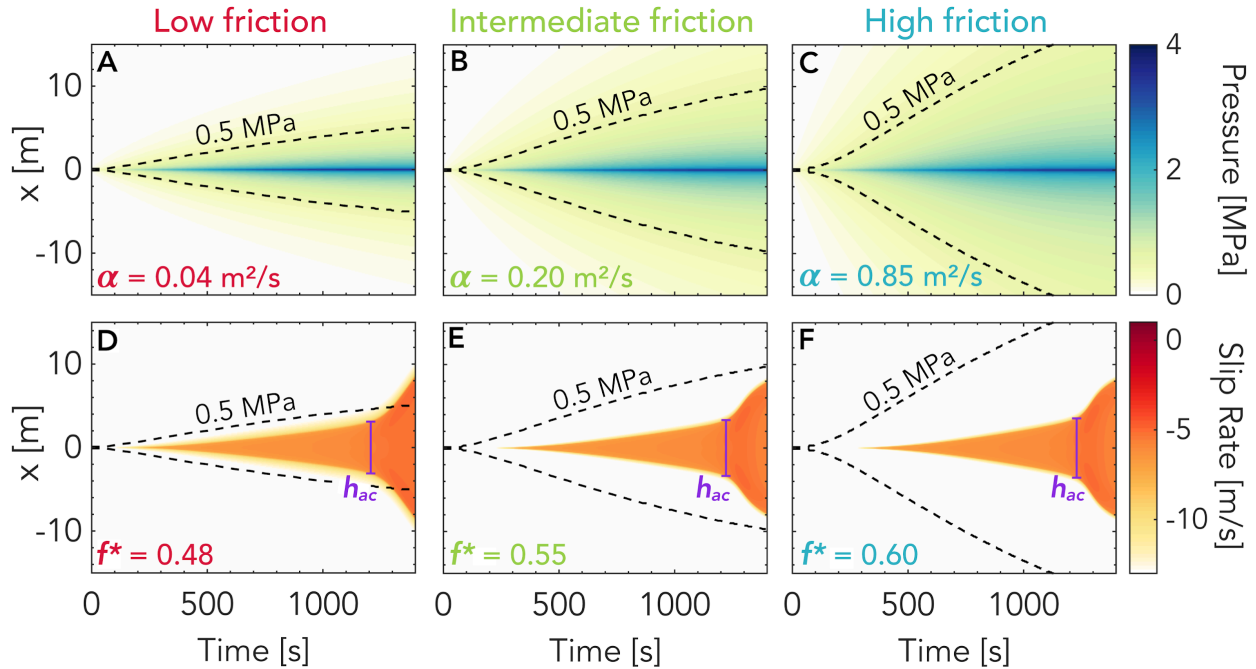 Low friction
Intermediate friction
High friction
A
0.5 MPa
α = 0.04 m²/s
B
0.5 MPa
α = 0.20 m²/s
C
0.5 MPa
α = 0.85 m²/s
x [m]
10
0
-10
4
2
0
Pressure [MPa]
D
0.5 MPa
hac
f* = 0.48
E
0.5 MPa
hac
f* = 0.55
F
0.5 MPa
hac
f* = 0.60
x [m]
10
0
-10
0
-5
-10
Slip Rate [m/s]
0 500 1000
0 500 1000
0 500 1000
Time [s]
Time [s]
Time [s]